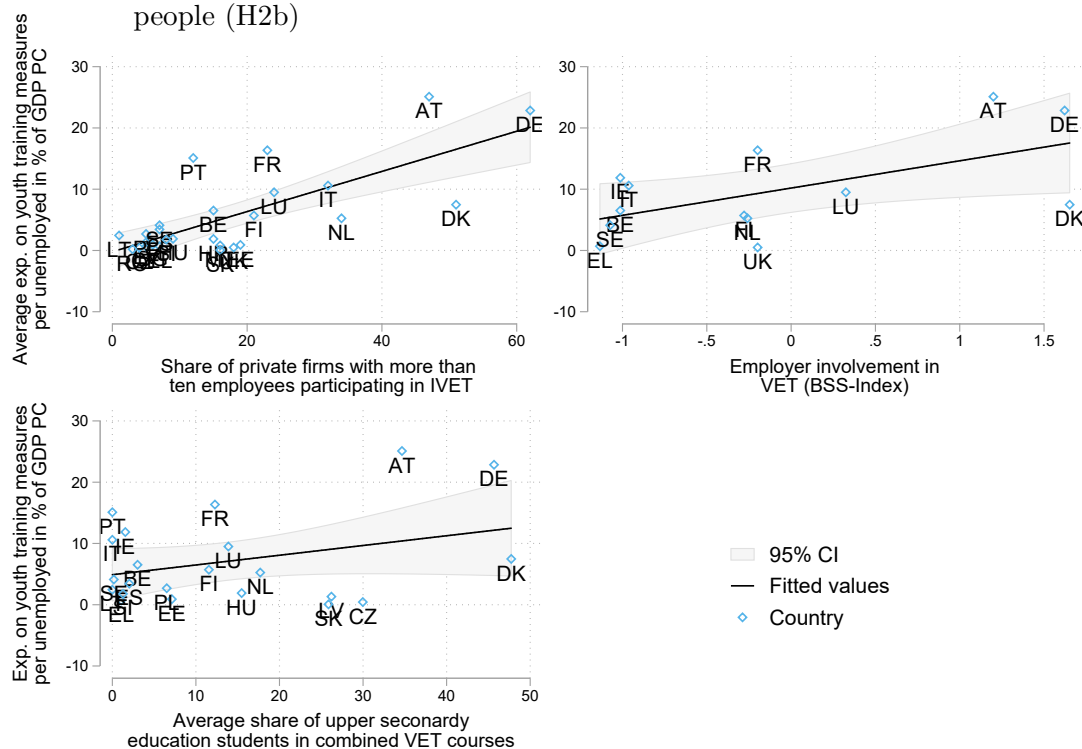 people (H2b)
Average exp. on youth training measures
per unemployed in % of GDP PC
30
20
10
0
-10
AT
DE
PT
FR
LU
IT
BE
FI
NL
DK
LT
0
20
40
60
Share of private firms with more than
ten employees participating in IVET
30
20
10
0
-10
AT
DE
FR
IE
IT
LU
DK
BE
SE
FI
NL
EL
UK
-1
-.5
0
.5
1
1.5
Employer involvement in
VET (BSS-Index)
Exp. on youth training measures
per unemployed in % of GDP PC
30
20
10
0
-10
AT
DE
PT
FR
IE
IT
LU
BE
FI
NL
DK
SE
ES
LT
SI
EL
PL
EE
HU
LV
SK
CZ
0
10
20
30
40
50
Average share of upper seconardy
education students in combined VET courses
95% CI
Fitted values
Country